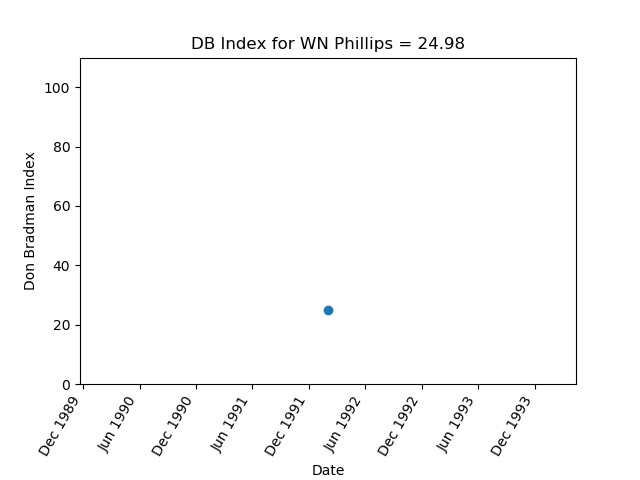 DB Index for WN Phillips = 24.98
Don Bradman Index
100
80
60
40
20
0
Dec 1989
Jun 1990
Dec 1990
Jun 1991
Dec 1991
Jun 1992
Dec 1992
Jun 1993
Dec 1993
Date